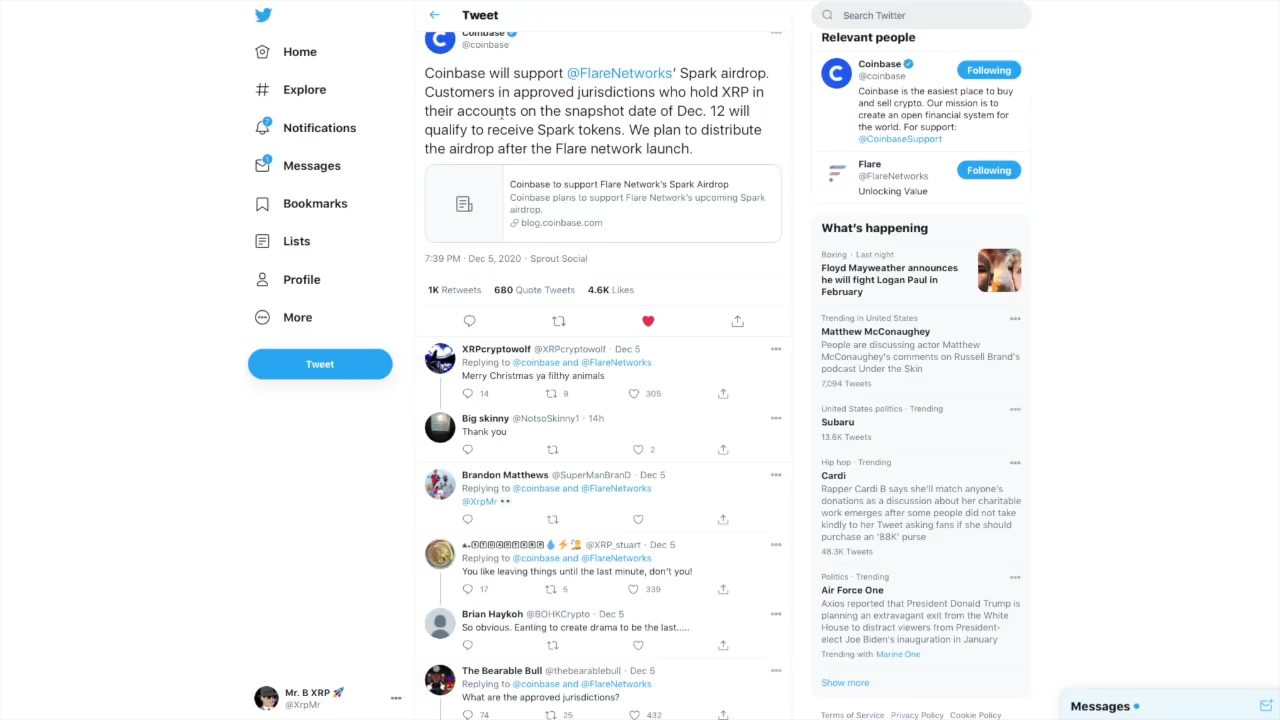 Home
Explore
7
Notifications
1
Messages
Bookmarks
Lists
Profile
More
Tweet
Mr. B XRP 🚀
@XrpMr
Tweet
Coinbase
@coinbase
Coinbase will support @FlareNetworks' Spark airdrop.
Customers in approved jurisdictions who hold XRP in
their accounts on the snapshot date of Dec. 12 will
qualify to receive Spark tokens. We plan to distribute
the airdrop after the Flare network launch.
Coinbase to support Flare Network's Spark Airdrop
Coinbase plans to support Flare Network's upcoming Spark
airdrop.
blog.coinbase.com
7:39 PM · Dec 5, 2020 · Sprout Social
1K Retweets 680 Quote Tweets 4.6K Likes
XRPcryptowolf @XRPcryptowolf · Dec 5
Replying to @coinbase and @FlareNetworks
Merry Christmas ya filthy animals
14 9 305
Big skinny @NotsoSkinny1 · 14h
Thank you
2
Brandon Matthews @SuperManBranD · Dec 5
Replying to @coinbase and @FlareNetworks
@XrpMr 👀
@XRP_stuart · Dec 5
Replying to @coinbase and @FlareNetworks
You like leaving things until the last minute, don't you!
17 5 339
Brian Haykoh @BOHKCrypto · Dec 5
So obvious. Eanting to create drama to be the last.....
The Bearable Bull @thebearablebull · Dec 5
Replying to @coinbase and @FlareNetworks
What are the approved jurisdictions?
74 25 432
Search Twitter
Relevant people
Coinbase
@coinbase
Following
Coinbase is the easiest place to buy
and sell crypto. Our mission is to
create an open financial system for
the world. For support:
@CoinbaseSupport
Flare
@FlareNetworks
Following
Unlocking Value
What's happening
Boxing · Last night
Floyd Mayweather announces
he will fight Logan Paul in
February
Trending in United States
Matthew McConaughey
People are discussing actor Matthew
McConaughey's comments on Russell Brand's
podcast Under the Skin
7,094 Tweets
United States politics · Trending
Subaru
13.6K Tweets
Hip hop · Trending
Cardi
Rapper Cardi B says she'll match anyone's
donations as a discussion about her charitable
work emerges after some people did not take
kindly to her Tweet asking fans if she should
purchase an '88K' purse
48.3K Tweets
Politics · Trending
Air Force One
Axios reported that President Donald Trump is
planning an extravagant exit from the White
House to distract viewers from President-
elect Joe Biden's inauguration in January
Trending with Marine One
Show more
Terms of Service Privacy Policy Cookie Policy
Messages